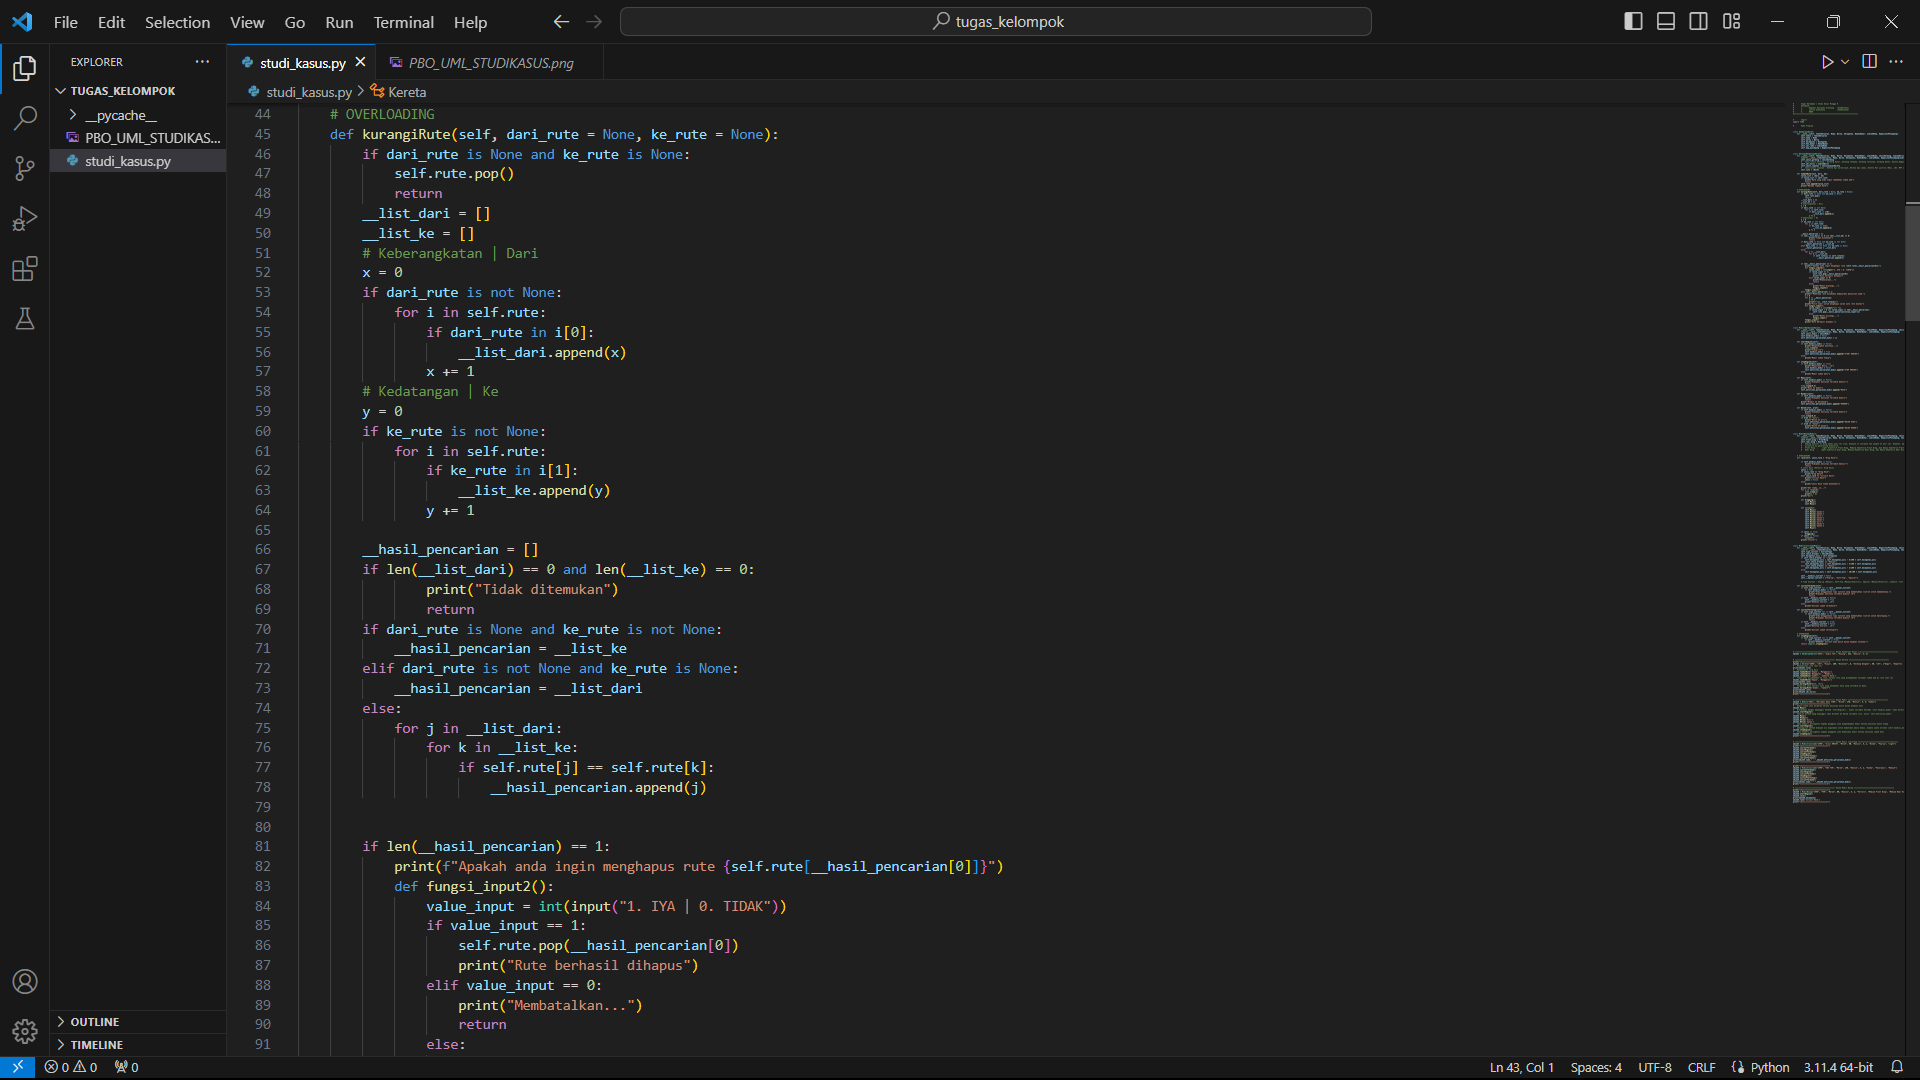 File Edit Selection View Go Run Terminal Help
tugas_kelompok
EXPLORER
TUGAS_KELOMPOK
__pycache__
PBO_UML_STUDIKAS...
studi_kasus.py
OUTLINE
TIMELINE
studi_kasus.py
PBO_UML_STUDIKASUS.png
studi_kasus.py > Kereta
44 # OVERLOADING
45 def kurangiRute(self, dari_rute = None, ke_rute = None):
46 if dari_rute is None and ke_rute is None:
47 self.rute.pop()
48 return
49 __list_dari = []
50 __list_ke = []
51 # Keberangkatan | Dari
52 x = 0
53 if dari_rute is not None:
54 for i in self.rute:
55 if dari_rute in i[0]:
56 __list_dari.append(x)
57 x += 1
58 # Kedatangan | Ke
59 y = 0
60 if ke_rute is not None:
61 for i in self.rute:
62 if ke_rute in i[1]:
63 __list_ke.append(y)
64 y += 1
65
66 __hasil_pencarian = []
67 if len(__list_dari) == 0 and len(__list_ke) == 0:
68 print("Tidak ditemukan")
69 return
70 if dari_rute is None and ke_rute is not None:
71 __hasil_pencarian = __list_ke
72 elif dari_rute is not None and ke_rute is None:
73 __hasil_pencarian = __list_dari
74 else:
75 for j in __list_dari:
76 for k in __list_ke:
77 if self.rute[j] == self.rute[k]:
78 __hasil_pencarian.append(j)
79
80
81 if len(__hasil_pencarian) == 1:
82 print(f"Apakah anda ingin menghapus rute {self.rute[__hasil_pencarian[0]]}")
83 def fungsi_input2():
84 value_input = int(input("1. IYA | 0. TIDAK"))
85 if value_input == 1:
86 self.rute.pop(__hasil_pencarian[0])
87 print("Rute berhasil dihapus")
88 elif value_input == 0:
89 print("Membatalkan...")
90 return
91 else:
0 0 0
Ln 43, Col 1 Spaces: 4 UTF-8 CRLF Python 3.11.4 64-bit